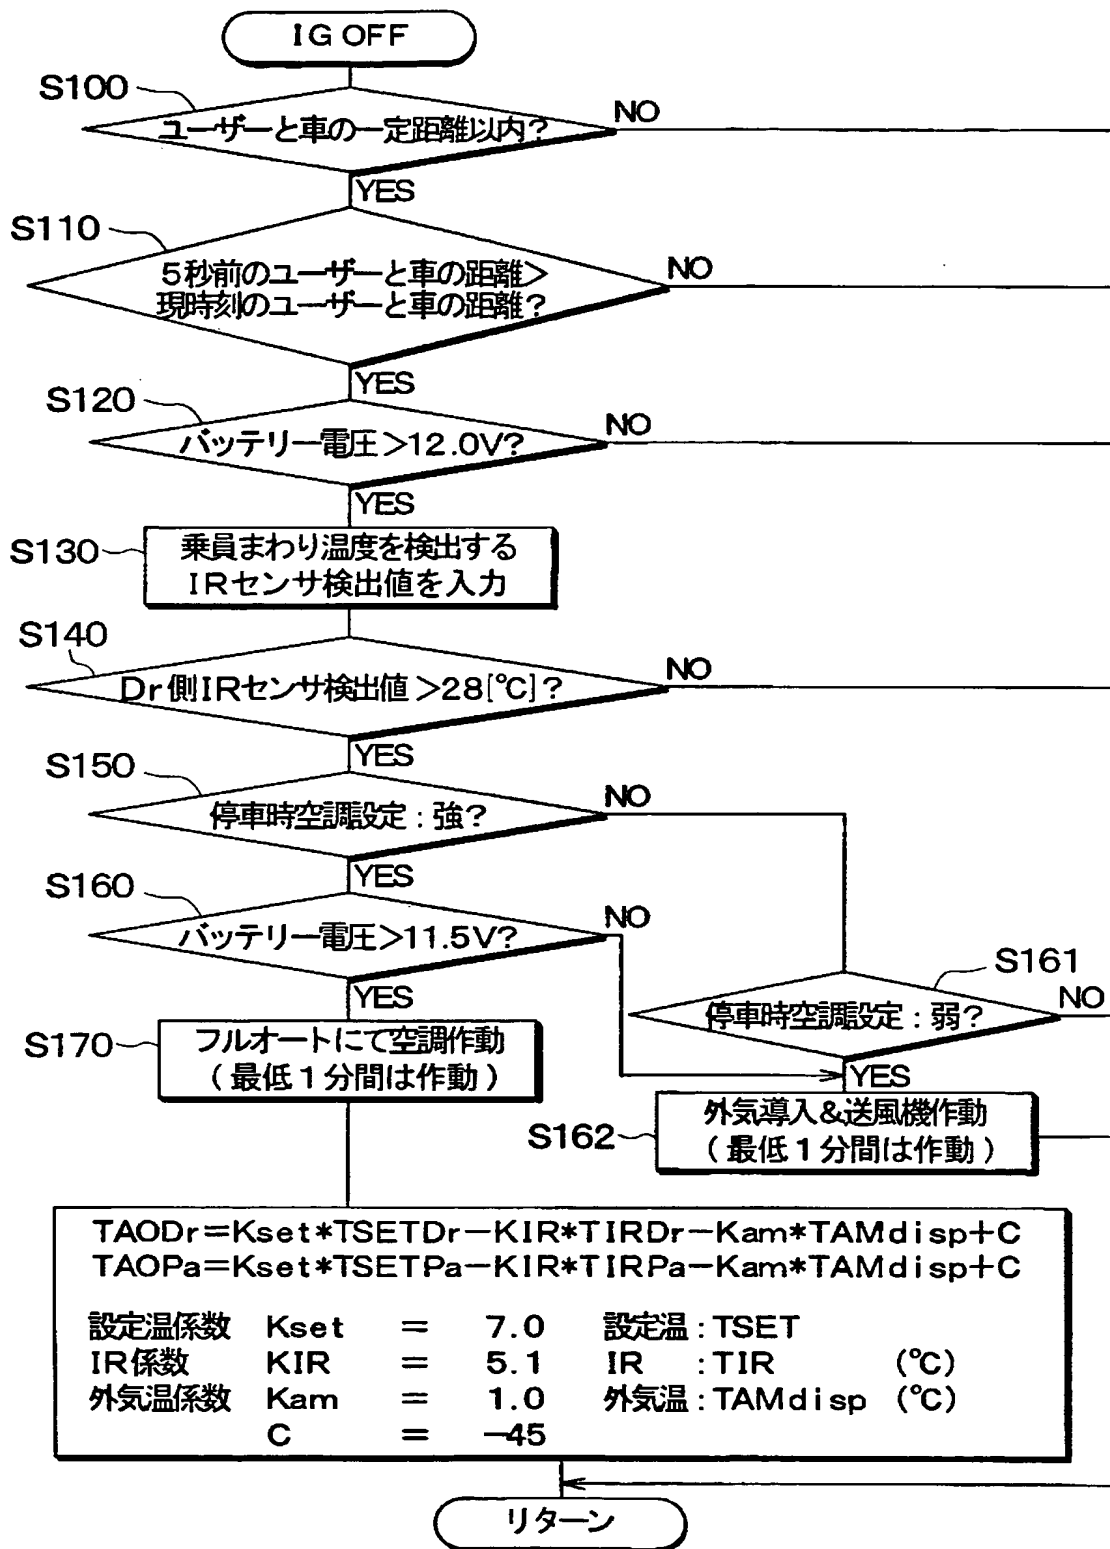 IG OFF
S100
ユーザーと車の一定距離以内?
NO
YES
S110
5秒前のユーザーと車の距離>
現時刻のユーザーと車の距離?
NO
YES
S120
バッテリー電圧>12.0V?
NO
YES
S130
乗員まわり温度を検出する
IRセンサ検出値を入力
S140
Dr側IRセンサ検出値>28[℃]?
NO
YES
S150
停車時空調設定:強?
NO
YES
S160
バッテリー電圧>11.5V?
NO
YES
S161
停車時空調設定:弱?
NO
YES
S170
フルオートにて空調作動
(最低1分間は作動)
S162
外気導入&送風機作動
(最低1分間は作動)
TAODr=Kset*TSETDr−KIR*TIRDr−Kam*TAMdisp+C
TAOPa=Kset*TSETPa−KIR*TIRPa−Kam*TAMdisp+C
設定温係数 Kset = 7.0 設定温:TSET
IR係数 KIR = 5.1 IR :TIR (℃)
外気温係数 Kam = 1.0 外気温:TAMdisp (℃)
C = −45
リターン